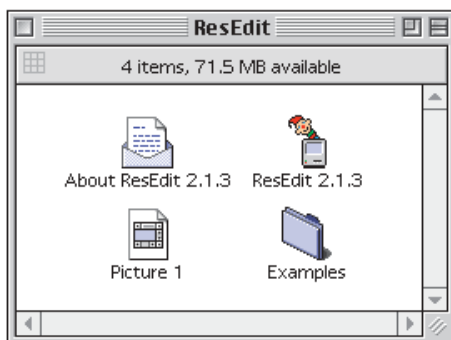 ResEdit
4 items, 71.5 MB available
About ResEdit 2.1.3
ResEdit 2.1.3
Picture 1
Examples